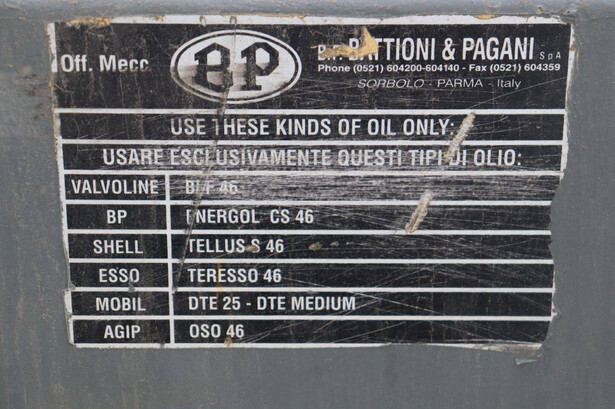 Off. Mecc
BP
B.P. BATTIONI & PAGANI SpA
Phone (0521) 604200-604140 - Fax (0521) 604359
SORBOLO - PARMA - Italy
USE THESE KINDS OF OIL ONLY:
USARE ESCLUSIVAMENTE QUESTI TIPI DI OLIO:
VALVOLINE 46
BP ENERGOL CS 46
SHELL TELLUS S 46
ESSO TERESSO 46
MOBIL DTE 25 - DTE MEDIUM
AGIP OSO 46